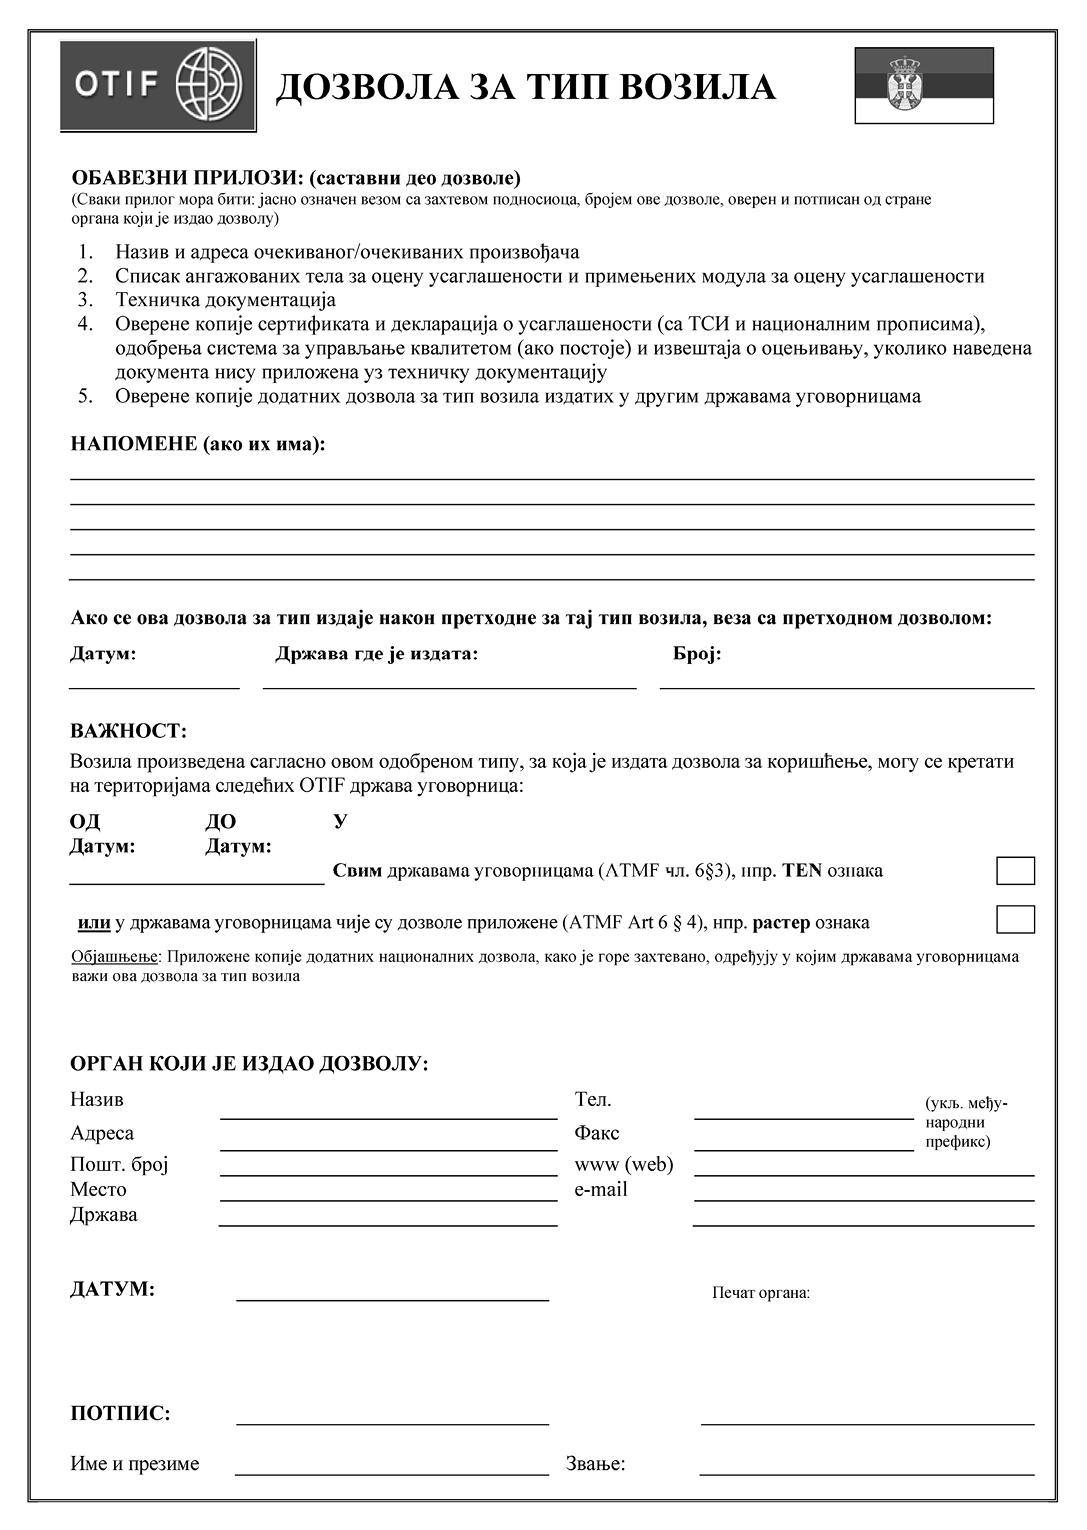 OTIF
ДОЗВОЛА ЗА ТИП ВОЗИЛА
ОБАВЕЗНИ ПРИЛОЗИ: (саставни део дозволе)
(Сваки прилог мора бити: јасно означен везом са захтевом подносиоца, бројем ове дозволе, оверен и потписан од стране
органа који је издао дозволу)
1. Назив и адреса очекиваног/очекиваних произвођача
2. Списак ангажованих тела за оцену усаглашености и примењених модула за оцену усаглашености
3. Техничка документација
4. Оверене копије сертификата и декларација о усаглашености (са ТСИ и националним прописима),
одобрења система за управљање квалитетом (ако постоје) и извештаја о оцењивању, уколико наведена
документа нису приложена уз техничку документацију
5. Оверене копије додатних дозвола за тип возила издатих у другим државама уговорницама
НАПОМЕНЕ (ако их има):
Ако се ова дозвола за тип издаје након претходне за тај тип возила, веза са претходном дозволом:
Датум: Држава где је издата: Број:
ВАЖНОСТ:
Возила произведена сагласно овом одобреном типу, за која је издата дозвола за коришћење, могу се кретати
на територијама следећих OTIF држава уговорница:
ОД ДО У
Датум: Датум:
Свим државама уговорницама (ATMF чл. 6§3), нпр. TEN ознака
или у државама уговорницама чије су дозволе приложене (ATMF Art 6 § 4), нпр. растер ознака
Објашњење: Приложене копије додатних националних дозвола, како је горе захтевано, одређују у којим државама уговорницама
важи ова дозвола за тип возила
ОРГАН КОЈИ ЈЕ ИЗДАО ДОЗВОЛУ:
Назив Тел. (укљ. међу-
народни
префикс)
Адреса Факс
Пошт. број www (web)
Место e-mail
Држава
ДАТУМ: Печат органа:
ПОТПИС:
Име и презиме Звање: